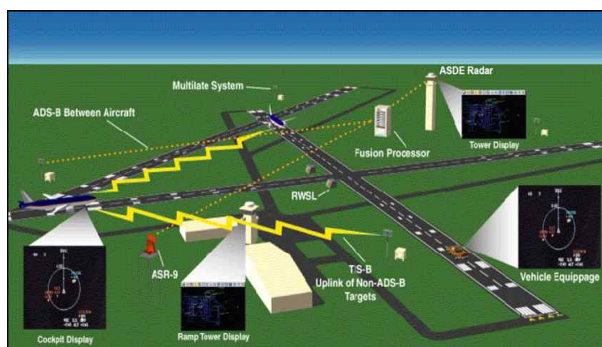 Multilate System
ASDE Radar
ADS-B Between Aircraft
Tower Display
Fusion Processor
RWSL
ASR-9
TIS-B
Uplink of Non-ADS-B
Targets
Vehicle Equippage
Cockpit Display
Ramp Tower Display